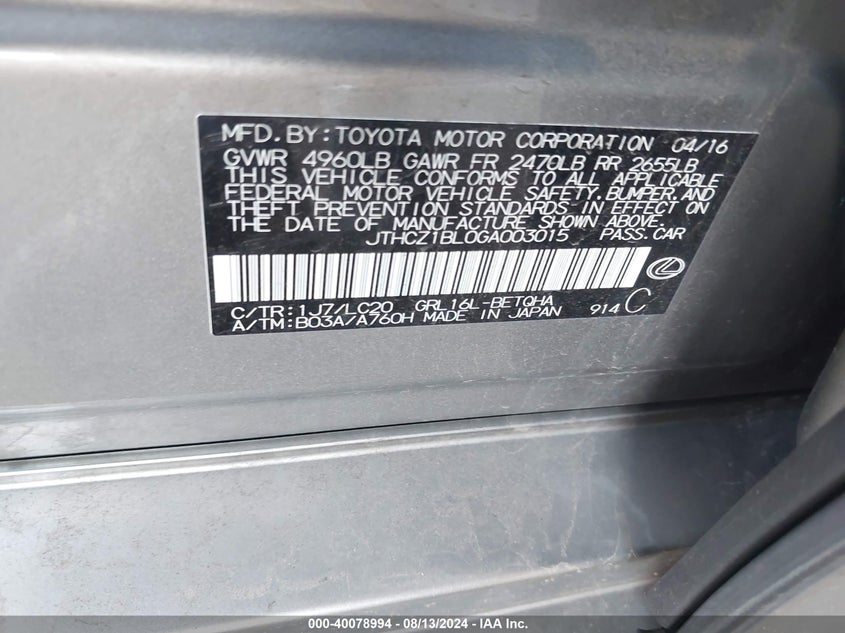 MFD. BY: TOYOTA MOTOR CORPORATION 04/16
GVWR 4960LB GAWR FR 2470LB RR 2655LB
THIS VEHICLE CONFORMS TO ALL APPLICABLE
FEDERAL MOTOR VEHICLE SAFETY, BUMPER, AND
THEFT PREVENTION STANDARDS IN EFFECT ON
THE DATE OF MANUFACTURE SHOWN ABOVE.
JTHCZ1BL0GA003015 PASS. CAR
C/TR: 1J7/LC20 GRL16L-BETQHA
A/TM: B03A/A760H MADE IN JAPAN 914 C
000-40078994 - 08/13/2024 - IAAI.com